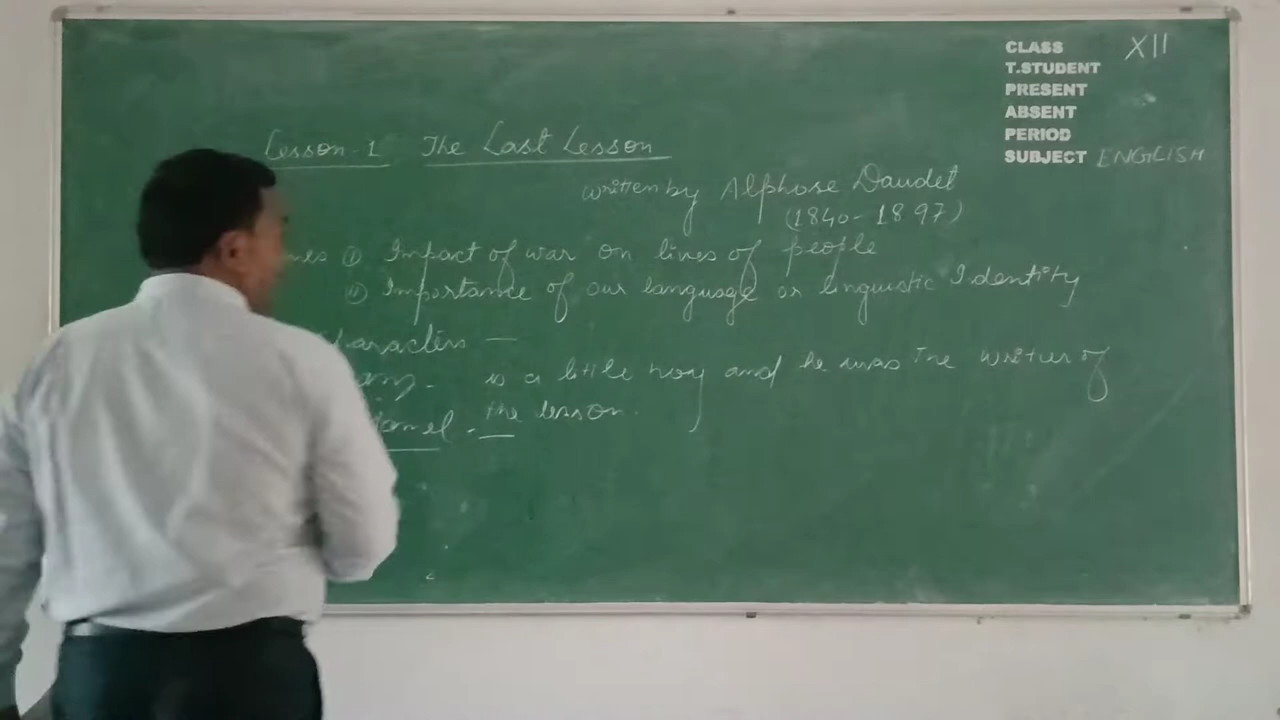 CLASS XII
T.STUDENT
PRESENT
ABSENT
PERIOD
SUBJECT ENGLISH
Lesson-1 The Last Lesson
written by Alphose Daudet
(1840-1897)
mes ① Impact of war on lives of people
② Importance of our language or linguistic Identity
characters —
is a little boy and he was the writer of
the lesson.